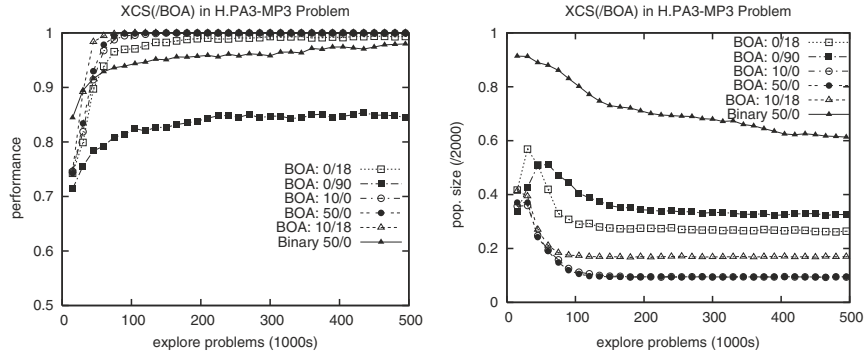 XCS(/BOA) in H.PA3-MP3 Problem
1
0.9
0.8
0.7
0.6
0.5
performance
BOA: 0/18
BOA: 0/90
BOA: 10/0
BOA: 50/0
BOA: 10/18
Binary 50/0
0 100 200 300 400 500
explore problems (1000s)
XCS(/BOA) in H.PA3-MP3 Problem
1
0.8
0.6
0.4
0.2
0
pop. size (/2000)
BOA: 0/18
BOA: 0/90
BOA: 10/0
BOA: 50/0
BOA: 10/18
Binary 50/0
0 100 200 300 400 500
explore problems (1000s)